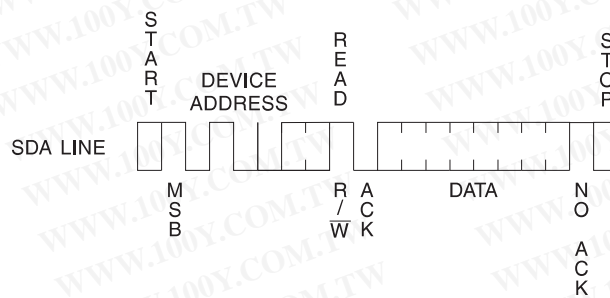 START
READ
STOP
DEVICE
ADDRESS
SDA LINE
MSB
R/W
ACK
DATA
NO ACK
WWW.100Y.COM.TW